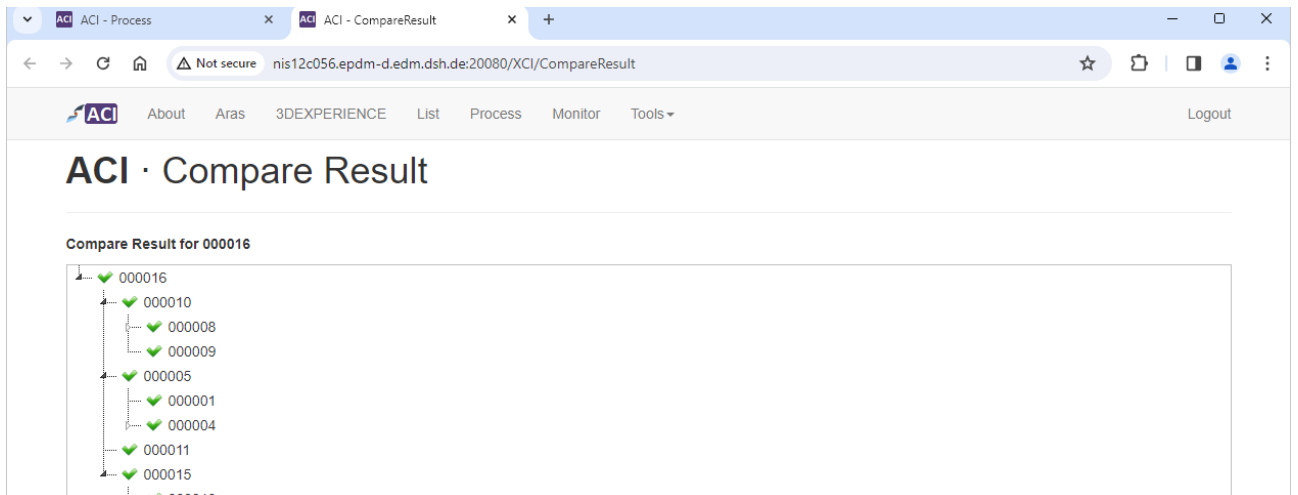 ACI ACI - Process × ACI ACI - CompareResult × +
Not secure nis12c056.epdm-d.edm.dsh.de:20080/XCI/CompareResult
ACI About Aras 3DEXPERIENCE List Process Monitor Tools Logout
ACI · Compare Result
Compare Result for 000016
000016
000010
000008
000009
000005
000001
000004
000011
000015